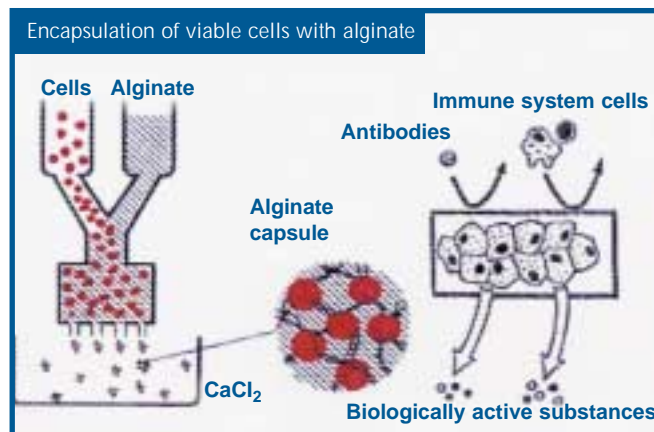 Encapsulation of viable cells with alginate
Cells Alginate
Immune system cells
Antibodies
Alginate
capsule
CaCl₂
Biologically active substances